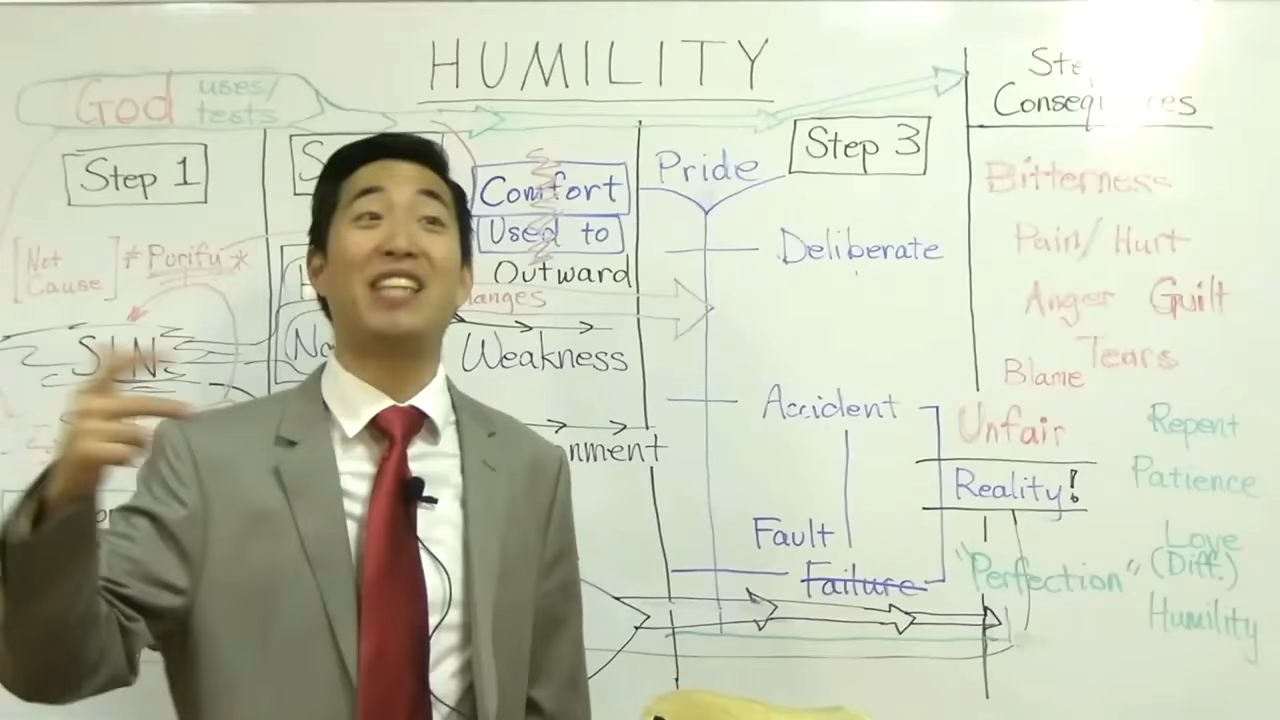 HUMILITY
God uses/
tests
Step 1
[Not
Cause]
* Purify *
SIN
Comfort
Used to
Outward
Weakness
Pride
Step 3
Deliberate
Accident
Fault
Failure
Consequences
Bitterness
Pain/ Hurt
Anger Guilt
Tears
Blame
Unfair
Reality!
"Perfection"
Repent
Patience
Love
(Diff.)
Humility